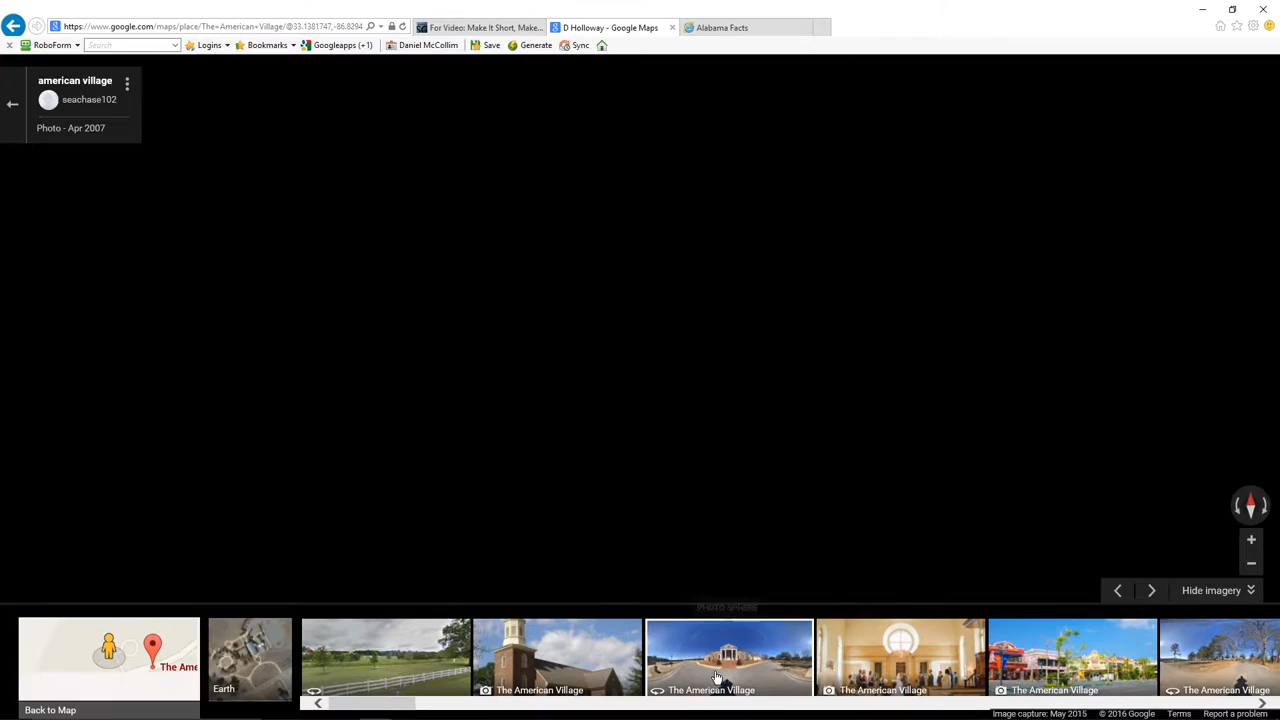 https://www.google.com/maps/place/The+American+Village/@33.1381747,-86.8294
For Video: Make It Short, Make...
D Holloway - Google Maps
Alabama Facts
RoboForm
Search
Logins
Bookmarks
Googleapps (+1)
Daniel McCollim
Save
Generate
Sync
american village
seachase102
Photo - Apr 2007
Hide imagery
PHOTO SPHERE
The Ame
Back to Map
Earth
The American Village
The American Village
The American Village
The American Village
The American Village
Image capture: May 2015
© 2016 Google
Terms
Report a problem